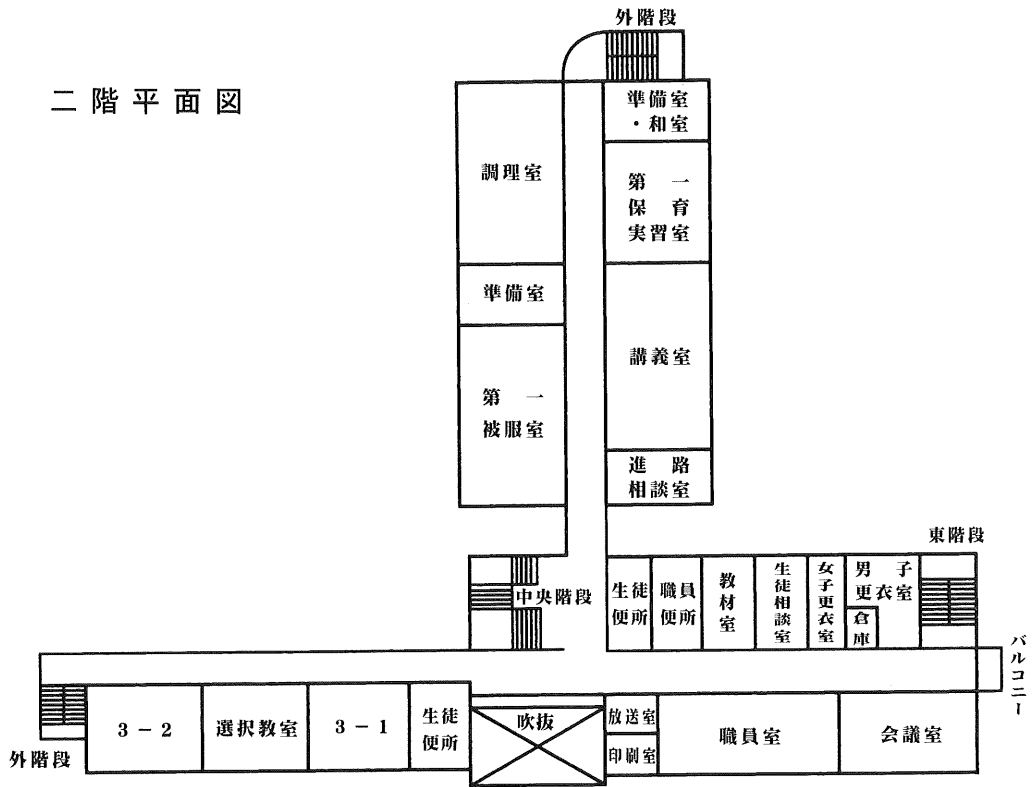 外階段
二階平面図
準備室
・和室
調理室
第一
保育
実習室
準備室
講義室
第一
被服室
進路
相談室
東階段
中央階段
生徒
便所
職員
便所
教材室
生徒相談室
女子更衣室
男子
更衣室
倉庫
バルコニー
3-2
選択教室
3-1
生徒
便所
吹抜
放送室
印刷室
職員室
会議室
外階段